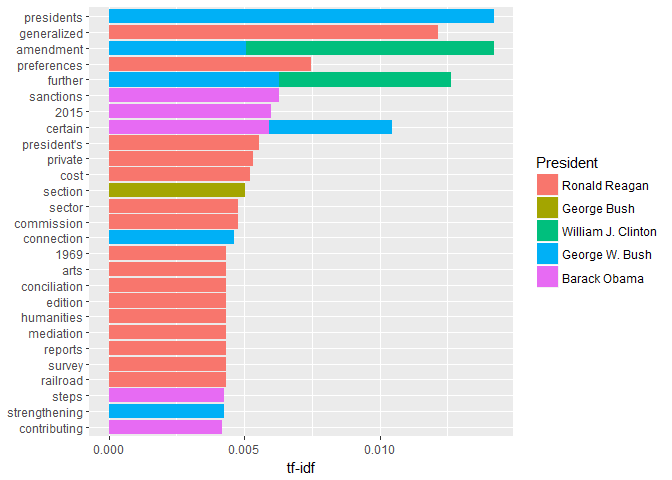 presidents
generalized
amendment
preferences
further
sanctions
2015
certain
president's
private
cost
section
sector
commission
connection
1969
arts
conciliation
edition
humanities
mediation
reports
survey
railroad
steps
strengthening
contributing
0.000 0.005 0.010
tf-idf
President
Ronald Reagan
George Bush
William J. Clinton
George W. Bush
Barack Obama